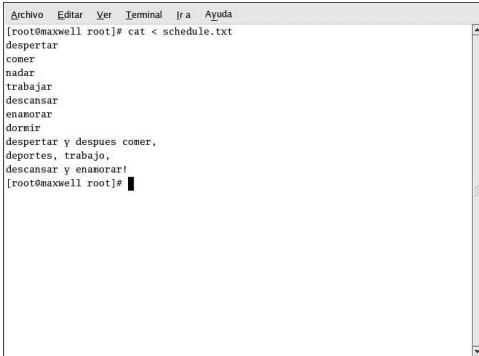 Archivo Editar Ver Terminal Ir a Ayuda
[root@maxwell root]# cat < schedule.txt
despertar
comer
nadar
trabajar
descansar
enamorar
dormir
despertar y despues comer,
deportes, trabajo,
descansar y enamorar!
[root@maxwell root]#